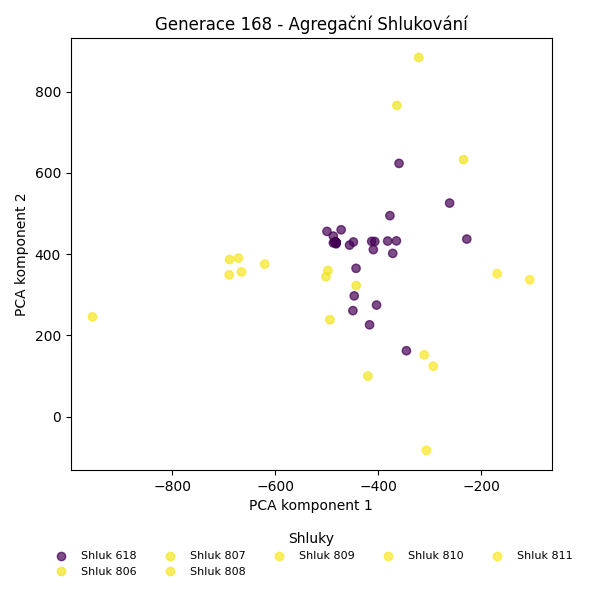 Generace 168 - Agregační Shlukování
PCA komponent 2
800
600
400
200
0
−800
−600
−400
−200
PCA komponent 1
Shluky
Shluk 618
Shluk 807
Shluk 809
Shluk 810
Shluk 811
Shluk 806
Shluk 808